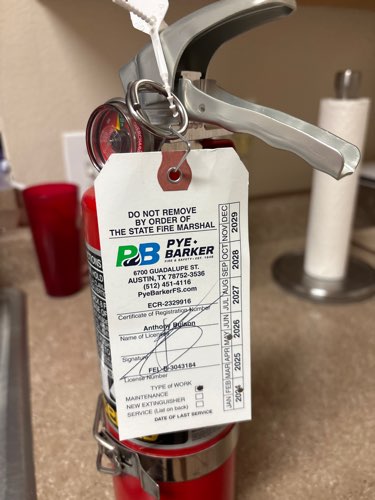 DO NOT REMOVE
BY ORDER OF
THE STATE FIRE MARSHAL
PB PYE-BARKER
FIRE & SAFETY
6700 GUADALUPE ST.
AUSTIN, TX 78752-3536
(512) 451-4116
PyeBarkerFS.com
ECR-2329916
Certificate of Registration Number
Anthony
Name of Licensee
Signature
FEL-B-3043184
License Number
TYPE OF WORK
MAINTENANCE
NEW EXTINGUISHER
SERVICE (List on back)
DATE OF LAST SERVICE
JAN FEB MAR APR MAY JUN JUL AUG SEP OCT NOV DEC
2025 2026 2027 2028 2029